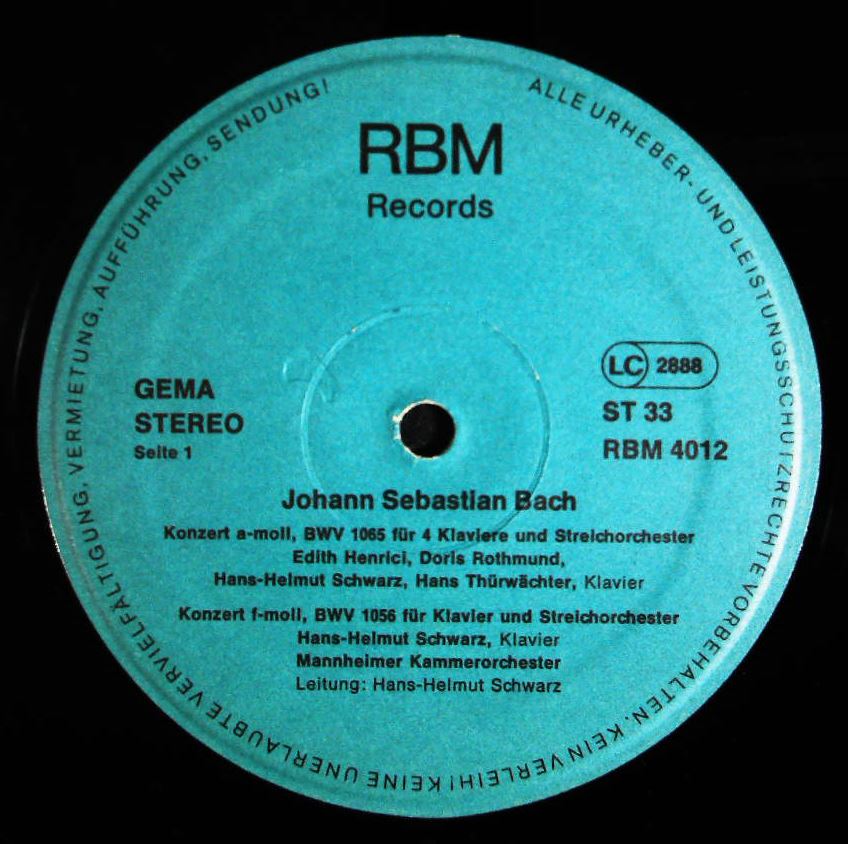 RBM
Records
GEMA
STEREO
Seite 1
LC 2888
ST 33
RBM 4012
Johann Sebastian Bach
Konzert a-moll, BWV 1065 für 4 Klaviere und Streichorchester
Edith Henrici, Doris Rothmund,
Hans-Helmut Schwarz, Hans Thürwächter, Klavier
Konzert f-moll, BWV 1056 für Klavier und Streichorchester
Hans-Helmut Schwarz, Klavier
Mannheimer Kammerorchester
Leitung: Hans-Helmut Schwarz
ALLE URHEBER- UND LEISTUNGSSCHUTZRECHTE VORBEHALTEN. KEIN VERLEIH! KEINE UNERLAUBTE VERVIELFÄLTIGUNG, VERMIETUNG, AUFFÜHRUNG, SENDUNG!